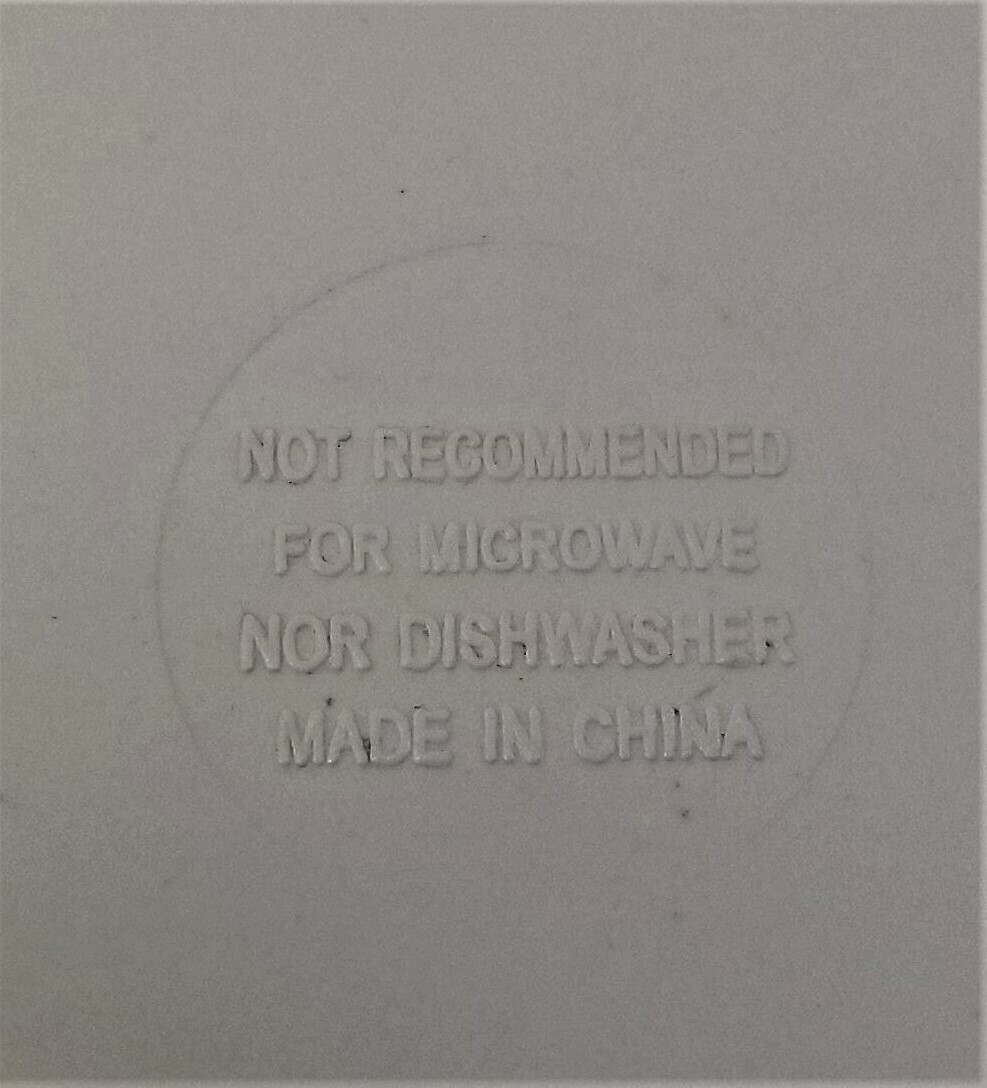 NOT RECOMMENDED
FOR MICROWAVE
NOR DISHWASHER
MADE IN CHINA